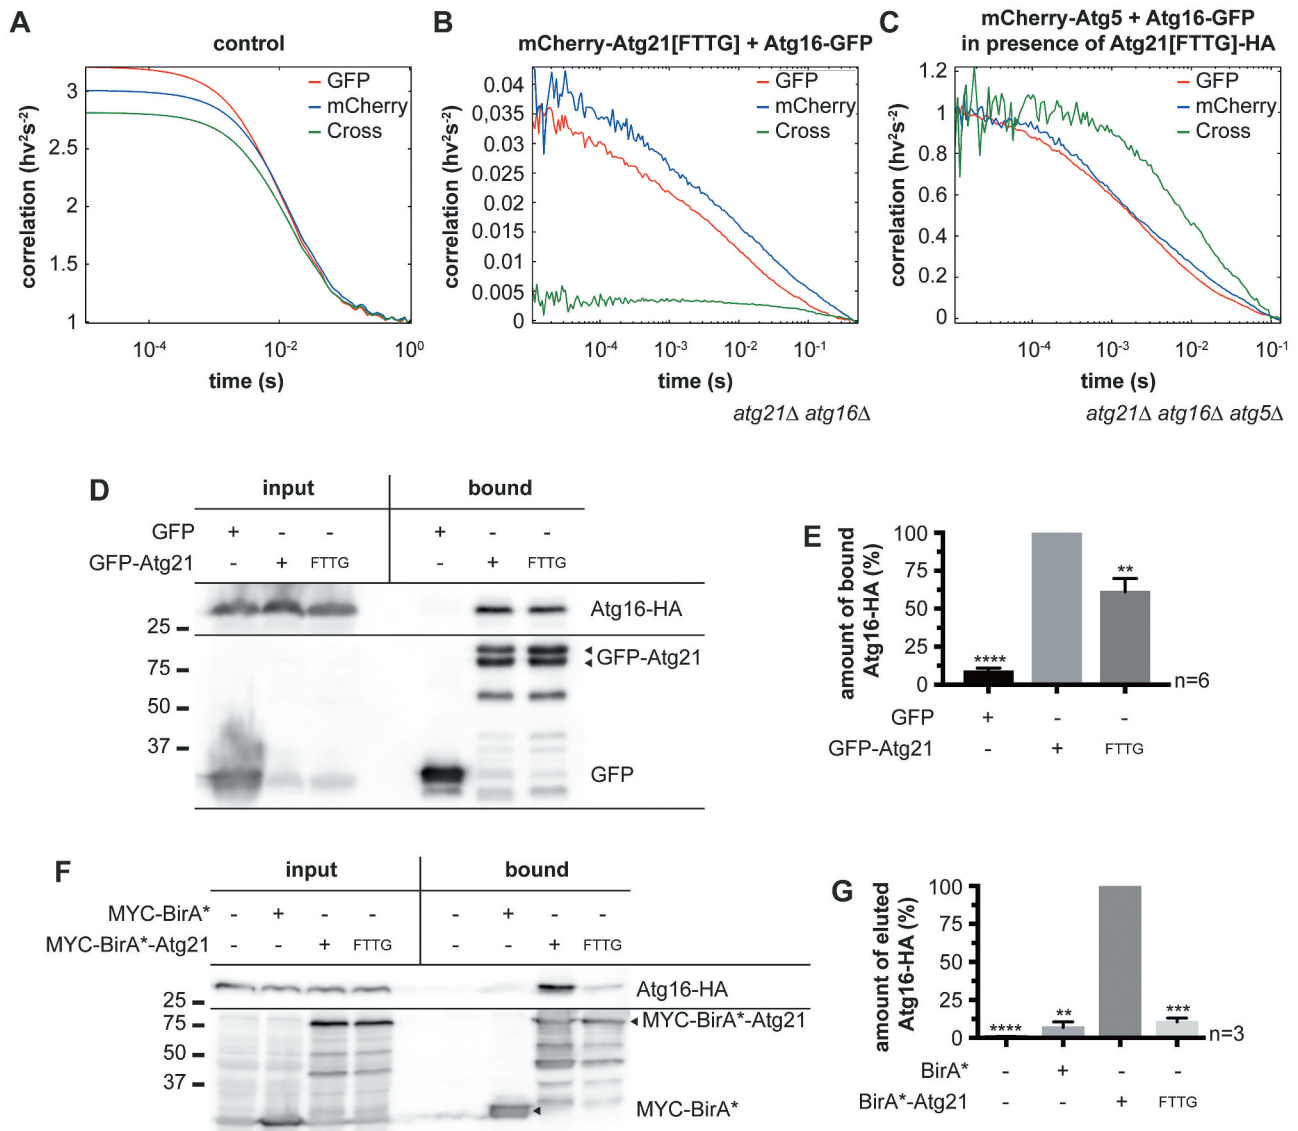 A
control
correlation (hv²s-²)
3
2.5
2
1.5
1
GFP
mCherry
Cross
10-4
10-2
10⁰
time (s)
B
mCherry-Atg21[FTTG] + Atg16-GFP
correlation (hv²s-²)
0.04
0.035
0.03
0.025
0.02
0.015
0.01
0.005
0
GFP
mCherry
Cross
10-4
10-3
10-2
10-1
time (s)
atg21Δ atg16Δ
C
mCherry-Atg5 + Atg16-GFP
in presence of Atg21[FTTG]-HA
correlation (hv²s-²)
1.2
1
0.8
0.6
0.4
0.2
0
GFP
mCherry
Cross
10-4
10-3
10-2
10-1
time (s)
atg21Δ atg16Δ atg5Δ
D
input bound
GFP + - - + - -
GFP-Atg21 - + FTTG - + FTTG
Atg16-HA
25
GFP-Atg21
75
50
37
GFP
E
amount of bound
Atg16-HA (%)
100
75
50
25
0
****
**
n=6
GFP + - -
GFP-Atg21 - + FTTG
F
input bound
MYC-BirA* - + - - - + - -
MYC-BirA*-Atg21 - - + FTTG - - + FTTG
Atg16-HA
25
75
MYC-BirA*-Atg21
50
37
MYC-BirA*
G
amount of eluted
Atg16-HA (%)
100
75
50
25
0
****
**
***
n=3
BirA* - + - -
BirA*-Atg21 - - + FTTG